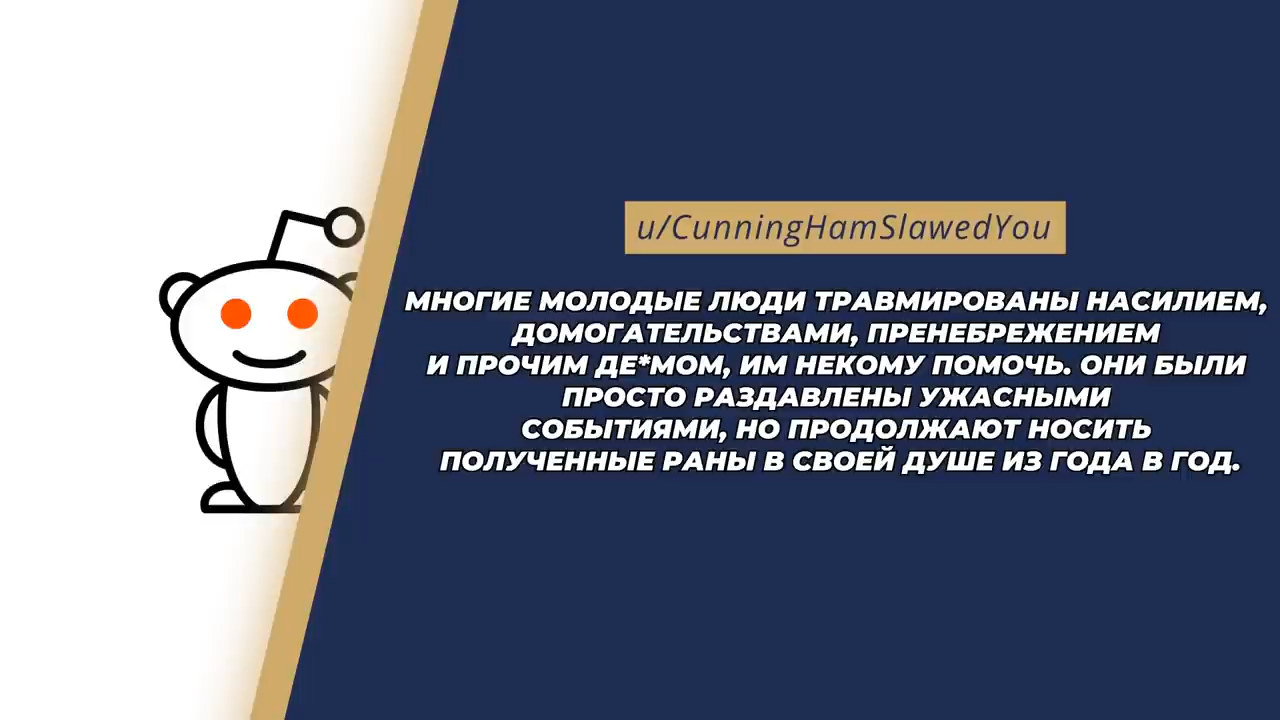 u/CunningHamSlawedYou
МНОГИЕ МОЛОДЫЕ ЛЮДИ ТРАВМИРОВАНЫ НАСИЛИЕМ,
ДОМОГАТЕЛЬСТВАМИ, ПРЕНЕБРЕЖЕНИЕМ
И ПРОЧИМ ДЕ*МОМ, ИМ НЕКОМУ ПОМОЧЬ. ОНИ БЫЛИ
ПРОСТО РАЗДАВЛЕНЫ УЖАСНЫМИ
СОБЫТИЯМИ, НО ПРОДОЛЖАЮТ НОСИТЬ
ПОЛУЧЕННЫЕ РАНЫ В СВОЕЙ ДУШЕ ИЗ ГОДА В ГОД.